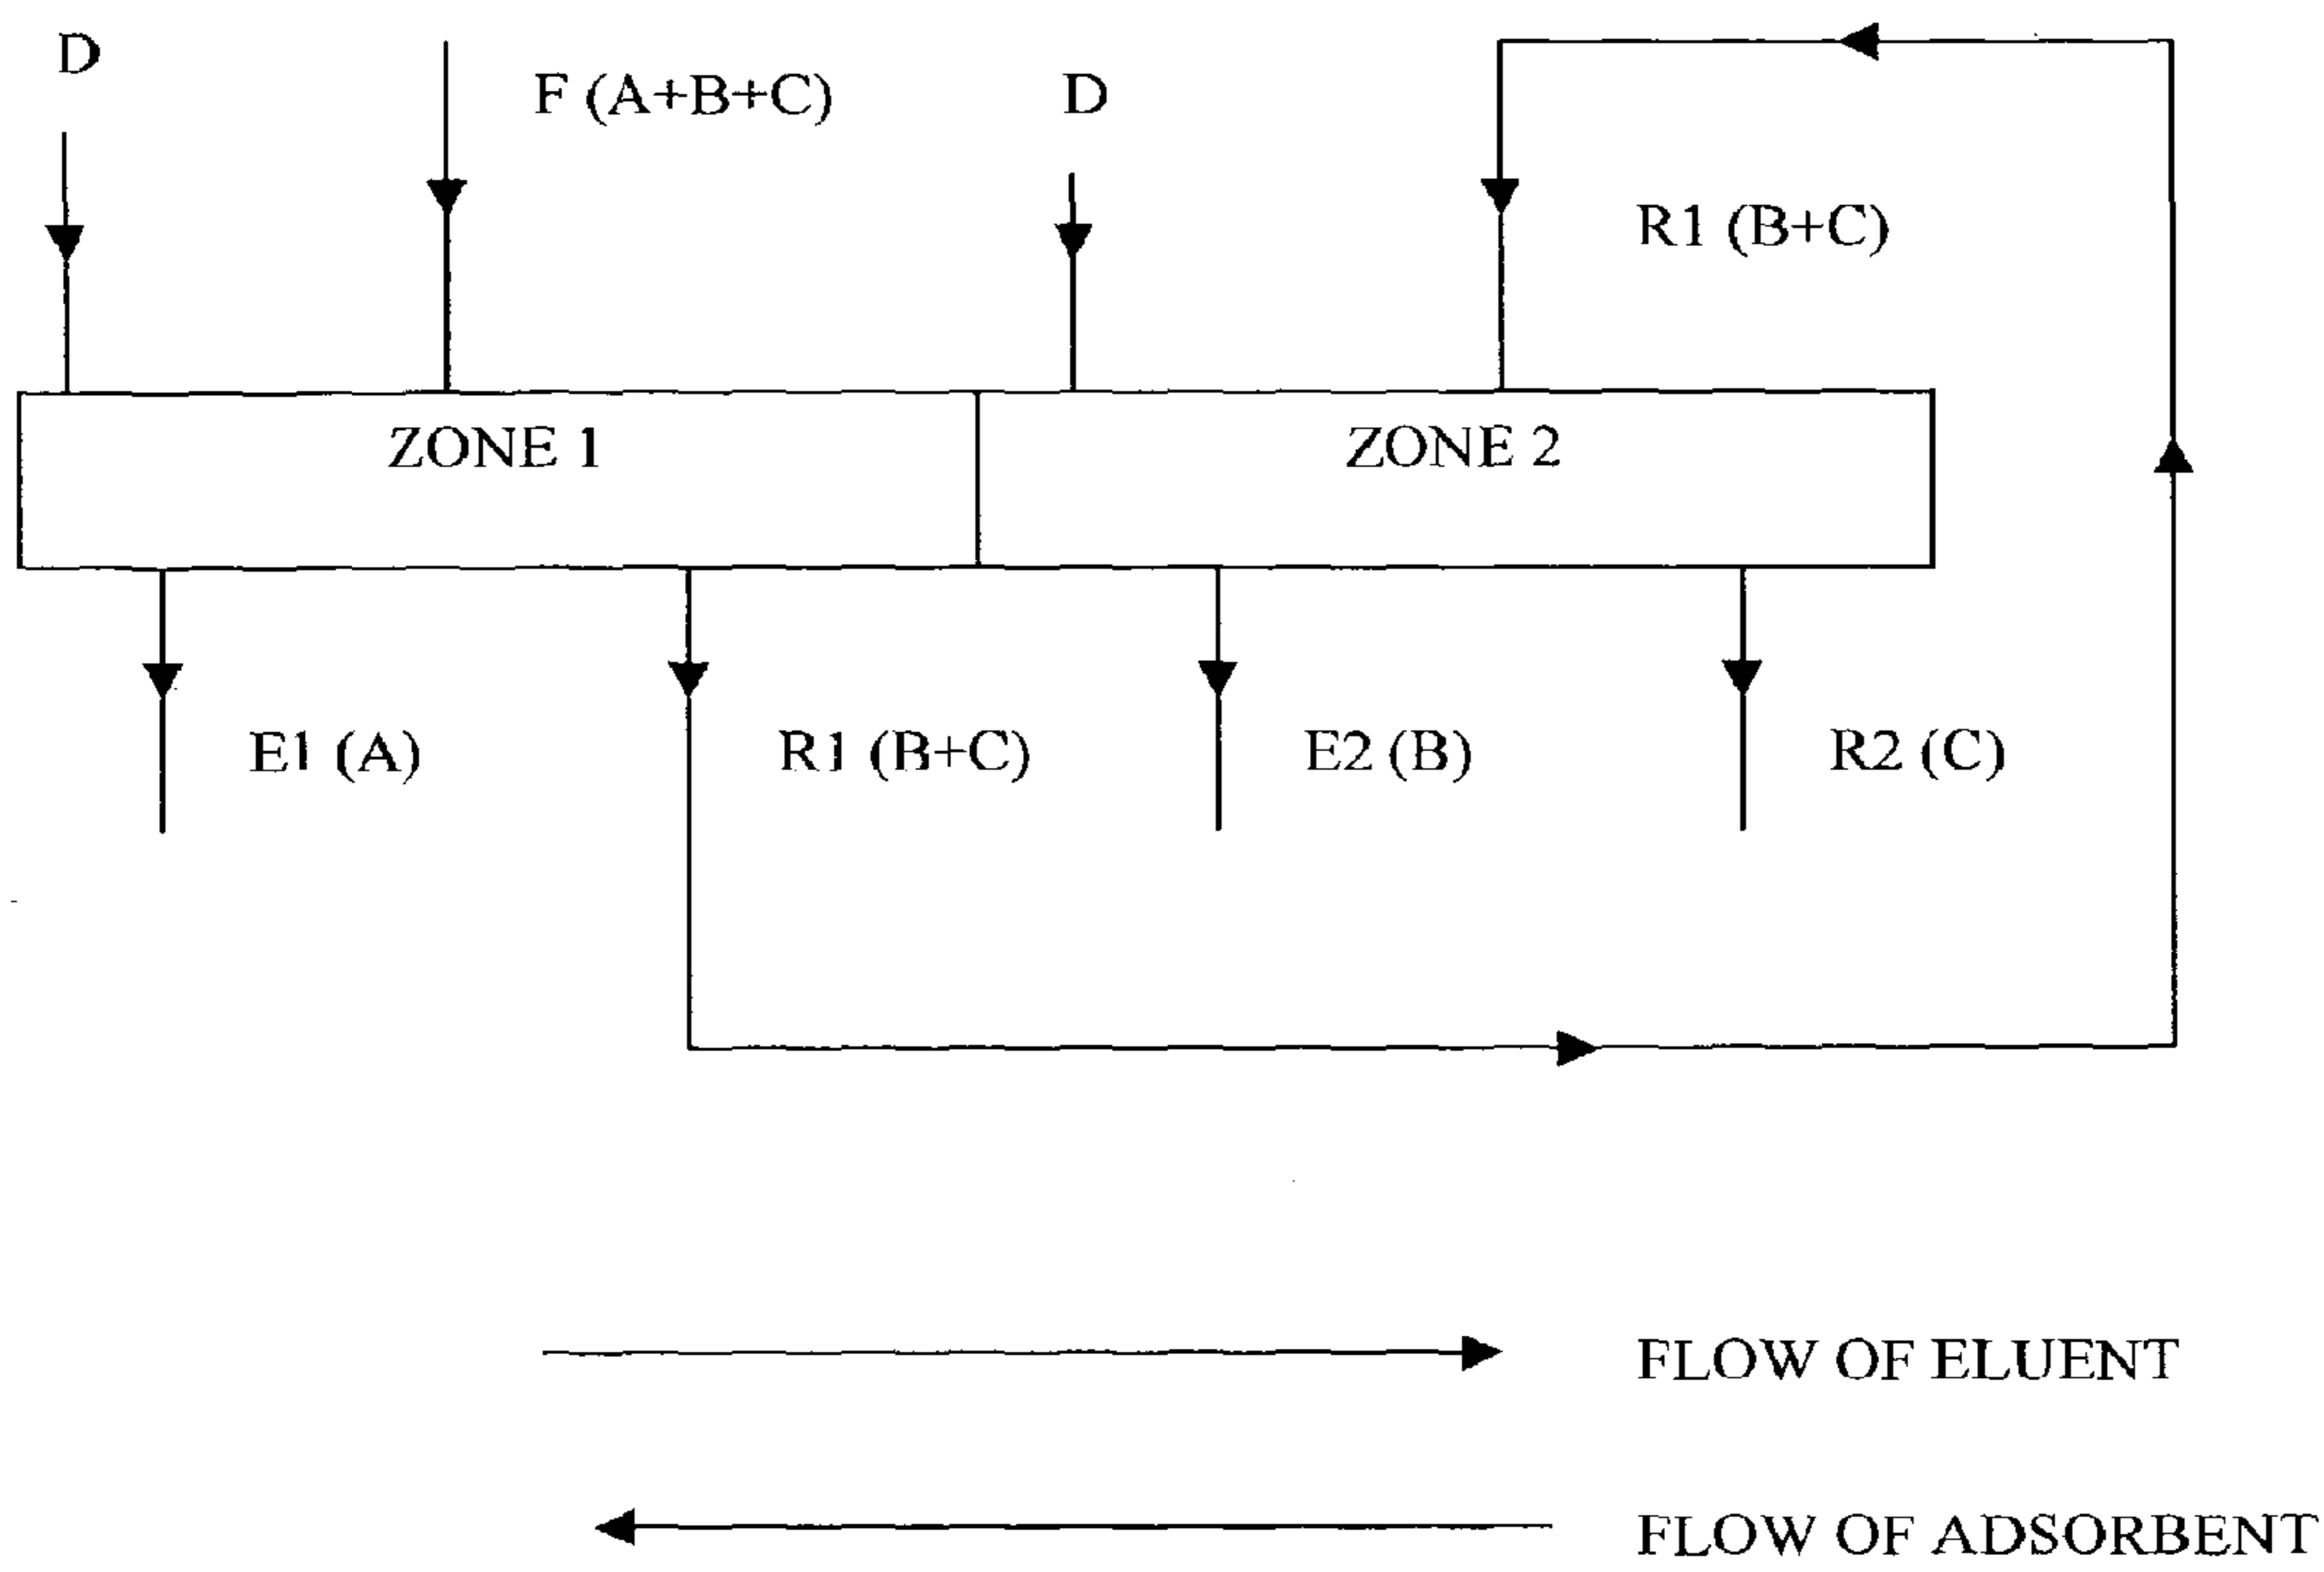 D
F (A+B+C)
D
R1 (B+C)
ZONE 1
ZONE 2
E1 (A)
R1 (B+C)
E2 (B)
R2 (C)
FLOW OF ELUENT
FLOW OF ADSORBENT